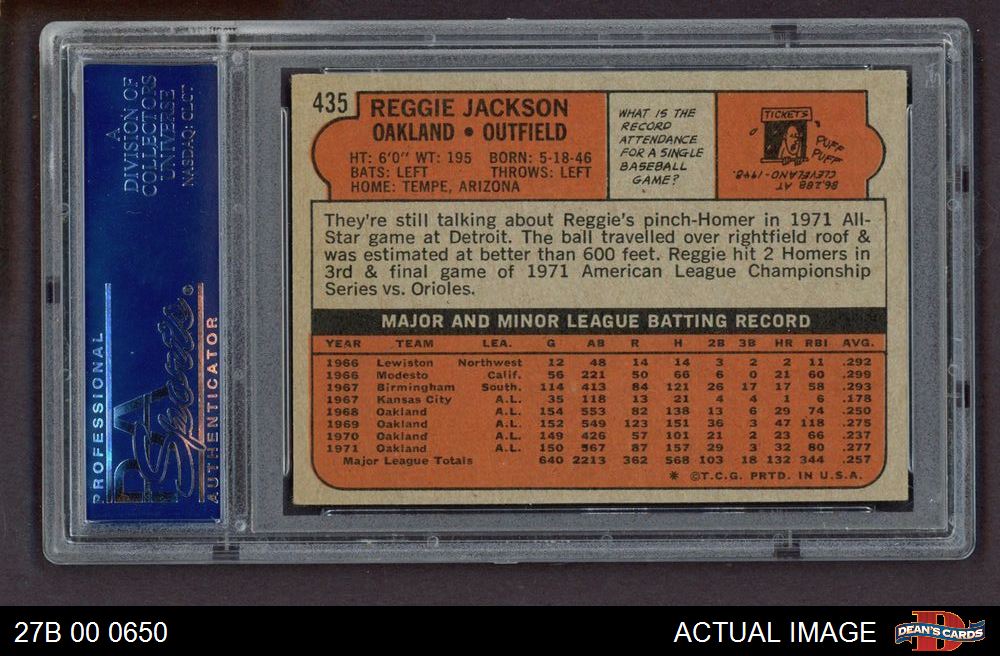 A
DIVISION OF
COLLECTORS
UNIVERSE
NASDAQ: CLCT
PROFESSIONAL
PSA
Sports
AUTHENTICATOR
435
REGGIE JACKSON
OAKLAND • OUTFIELD
HT: 6'0" WT: 195 BORN: 5-18-46
BATS: LEFT THROWS: LEFT
HOME: TEMPE, ARIZONA
WHAT IS THE
RECORD
ATTENDANCE
FOR A SINGLE
BASEBALL
GAME?
TICKETS
PUFF
PUFF
86,288 AT
CLEVELAND-1948.
They're still talking about Reggie's pinch-Homer in 1971 All-
Star game at Detroit. The ball travelled over rightfield roof &
was estimated at better than 600 feet. Reggie hit 2 Homers in
3rd & final game of 1971 American League Championship
Series vs. Orioles.
MAJOR AND MINOR LEAGUE BATTING RECORD
YEAR TEAM LEA. G AB R H 2B 3B HR RBI AVG.
1966 Lewiston Northwest 12 48 14 14 3 2 2 11 .292
1966 Modesto Calif. 56 221 50 66 6 0 21 60 .299
1967 Birmingham South. 114 413 84 121 26 17 17 58 .293
1967 Kansas City A.L. 35 118 13 21 4 4 1 6 .178
1968 Oakland A.L. 154 553 82 138 13 6 29 74 .250
1969 Oakland A.L. 152 549 123 151 36 3 47 118 .275
1970 Oakland A.L. 149 426 57 101 21 2 23 66 .237
1971 Oakland A.L. 150 567 87 157 29 3 32 80 .277
Major League Totals 640 2213 362 568 103 18 132 344 .257
* ©T.C.G. PRTD. IN U.S.A.
27B 00 0650
ACTUAL IMAGE
D
DEAN'S CARDS